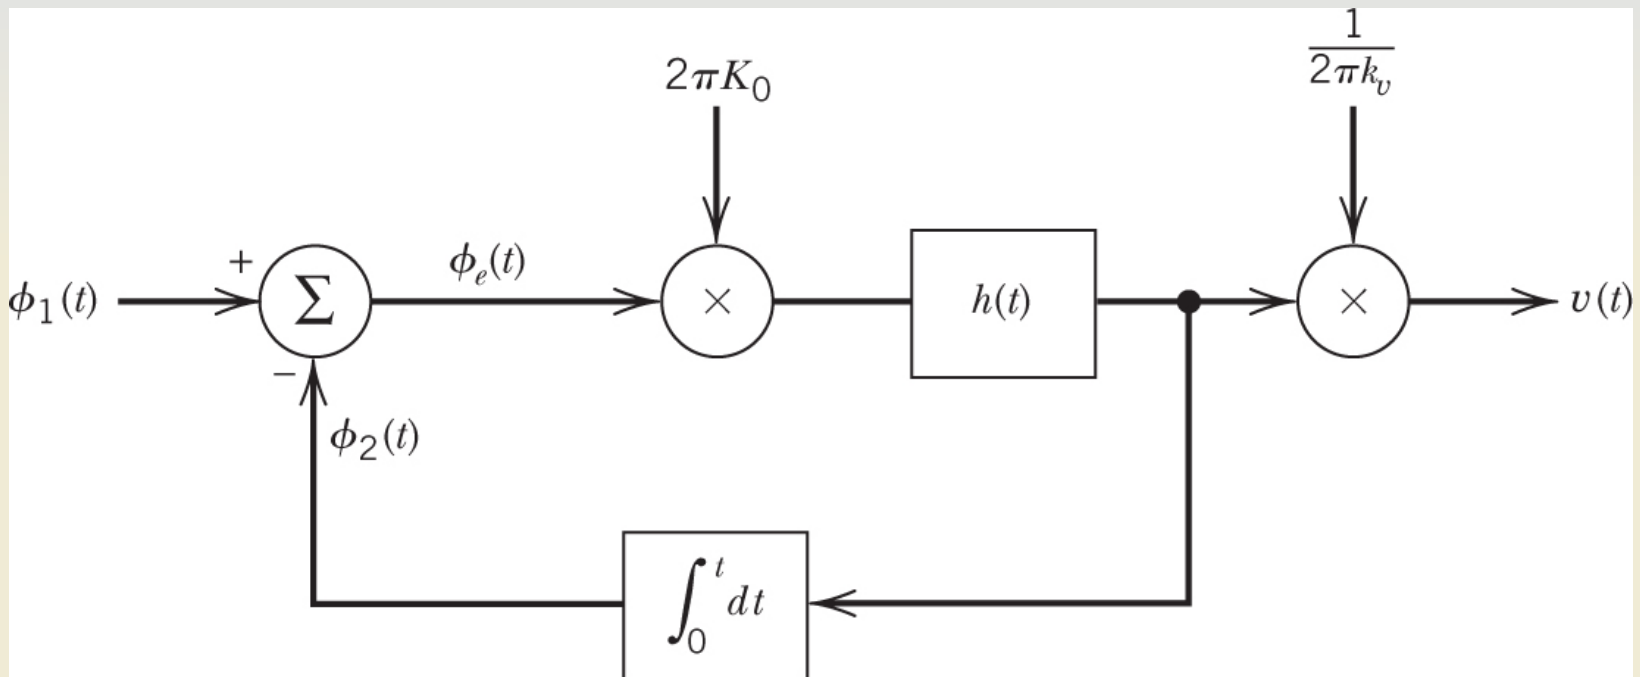 1
2πK₀
2πkᵥ
+
ϕₑ(t)
ϕ₁(t)
Σ
×
h(t)
×
v(t)
−
ϕ₂(t)
∫₀ᵗ dt